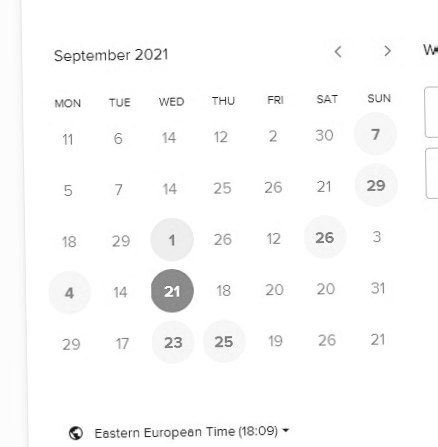 September 2021
MON TUE WED THU FRI SAT SUN
11 6 14 12 2 30 7
5 7 14 25 26 21 29
18 29 1 26 12 26 3
4 14 21 18 20 20 31
29 17 23 25 19 26 21
Eastern European Time (18:09)